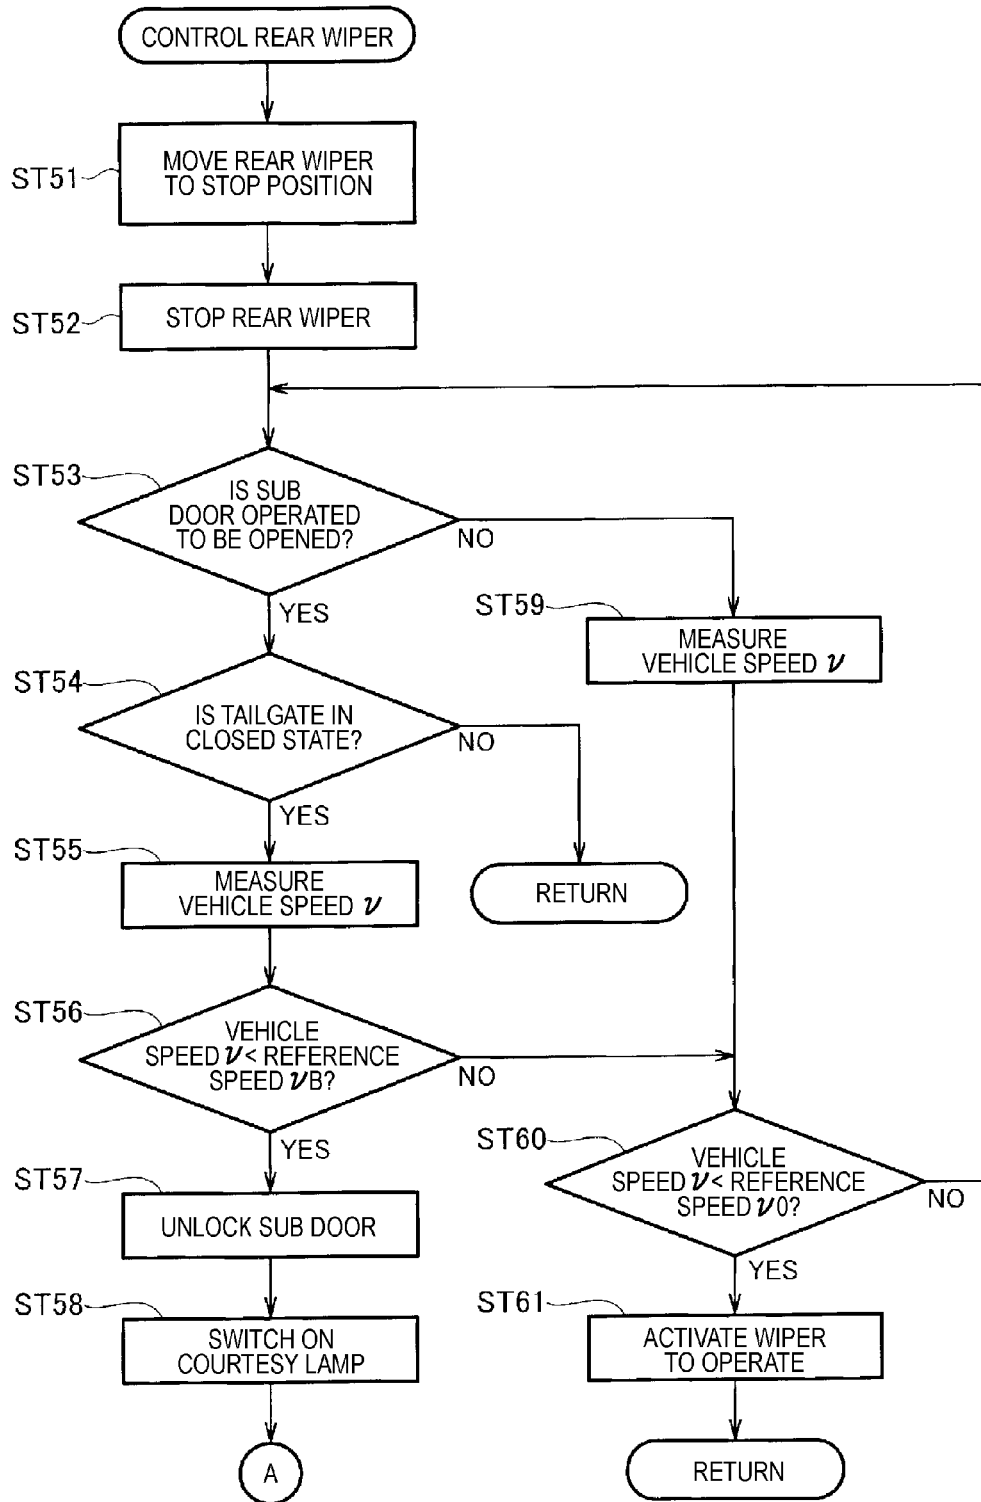 CONTROL REAR WIPER
ST51
MOVE REAR WIPER
TO STOP POSITION
ST52
STOP REAR WIPER
ST53
IS SUB
DOOR OPERATED
TO BE OPENED?
NO
YES
ST59
MEASURE
VEHICLE SPEED ν
ST54
IS TAILGATE IN
CLOSED STATE?
NO
YES
RETURN
ST55
MEASURE
VEHICLE SPEED ν
ST56
VEHICLE
SPEED ν < REFERENCE
SPEED νB?
NO
YES
ST60
VEHICLE
SPEED ν < REFERENCE
SPEED ν0?
NO
YES
ST57
UNLOCK SUB DOOR
ST58
SWITCH ON
COURTESY LAMP
A
ST61
ACTIVATE WIPER
TO OPERATE
RETURN